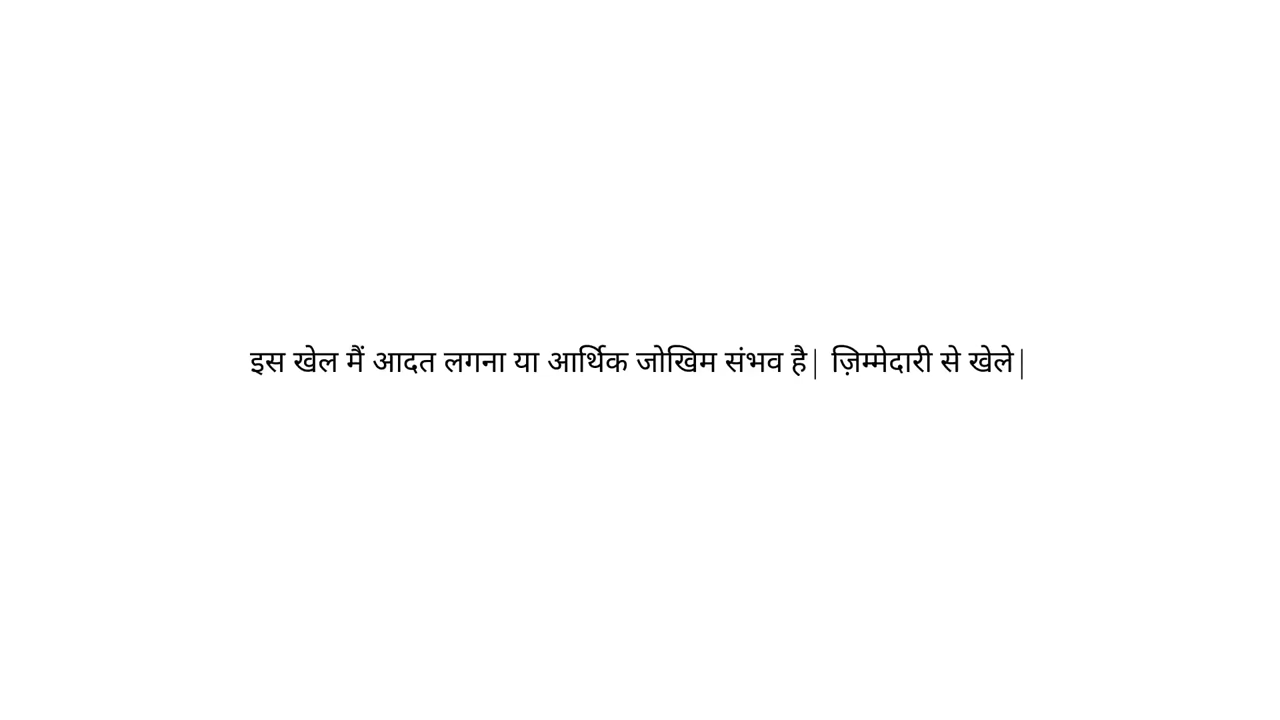 इस खेल मैं आदत लगना या आर्थिक जोखिम संभव है| ज़िम्मेदारी से खेले|